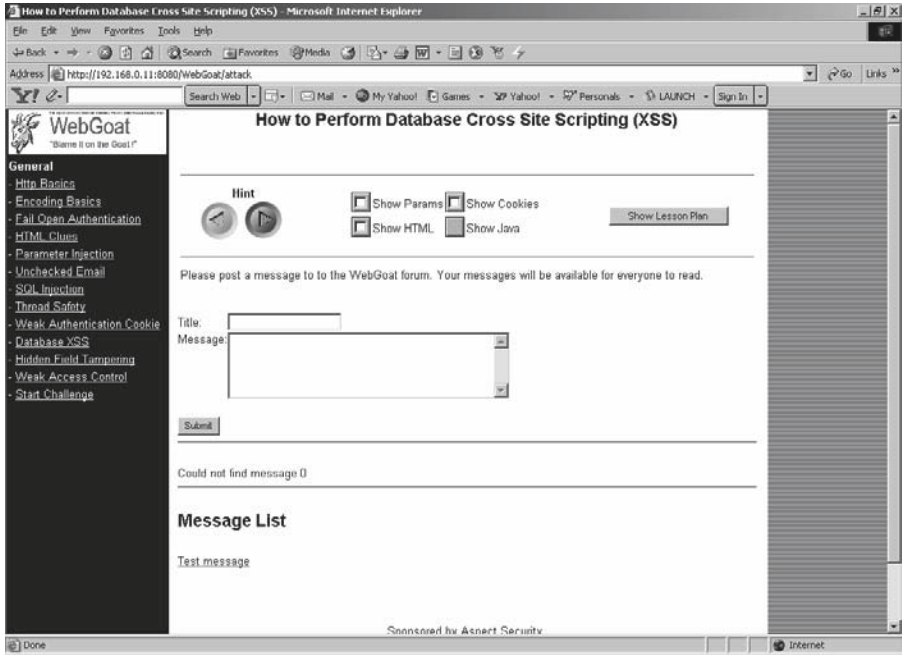 How to Perform Database Cross Site Scripting (XSS) - Microsoft Internet Explorer
File Edit View Favorites Tools Help
Back Search Favorites Media
Address http://192.168.0.11:8080/WebGoat/attack Go Links »
Y! Search Web Mail My Yahoo! Games Yahoo! Personals LAUNCH Sign In
WebGoat
"Blame it on the Goat!"
How to Perform Database Cross Site Scripting (XSS)
General
- Http Basics
- Encoding Basics
- Fail Open Authentication
- HTML Clues
- Parameter Injection
- Unchecked Email
- SQL Injection
- Thread Safety
- Weak Authentication Cookie
- Database XSS
- Hidden Field Tampering
- Weak Access Control
- Start Challenge
Hint
Show Params Show Cookies
Show HTML Show Java
Show Lesson Plan
Please post a message to to the WebGoat forum. Your messages will be available for everyone to read.
Title:
Message:
Submit
Could not find message 0
Message List
Test message
Sponsored by Aspect Security
Done Internet